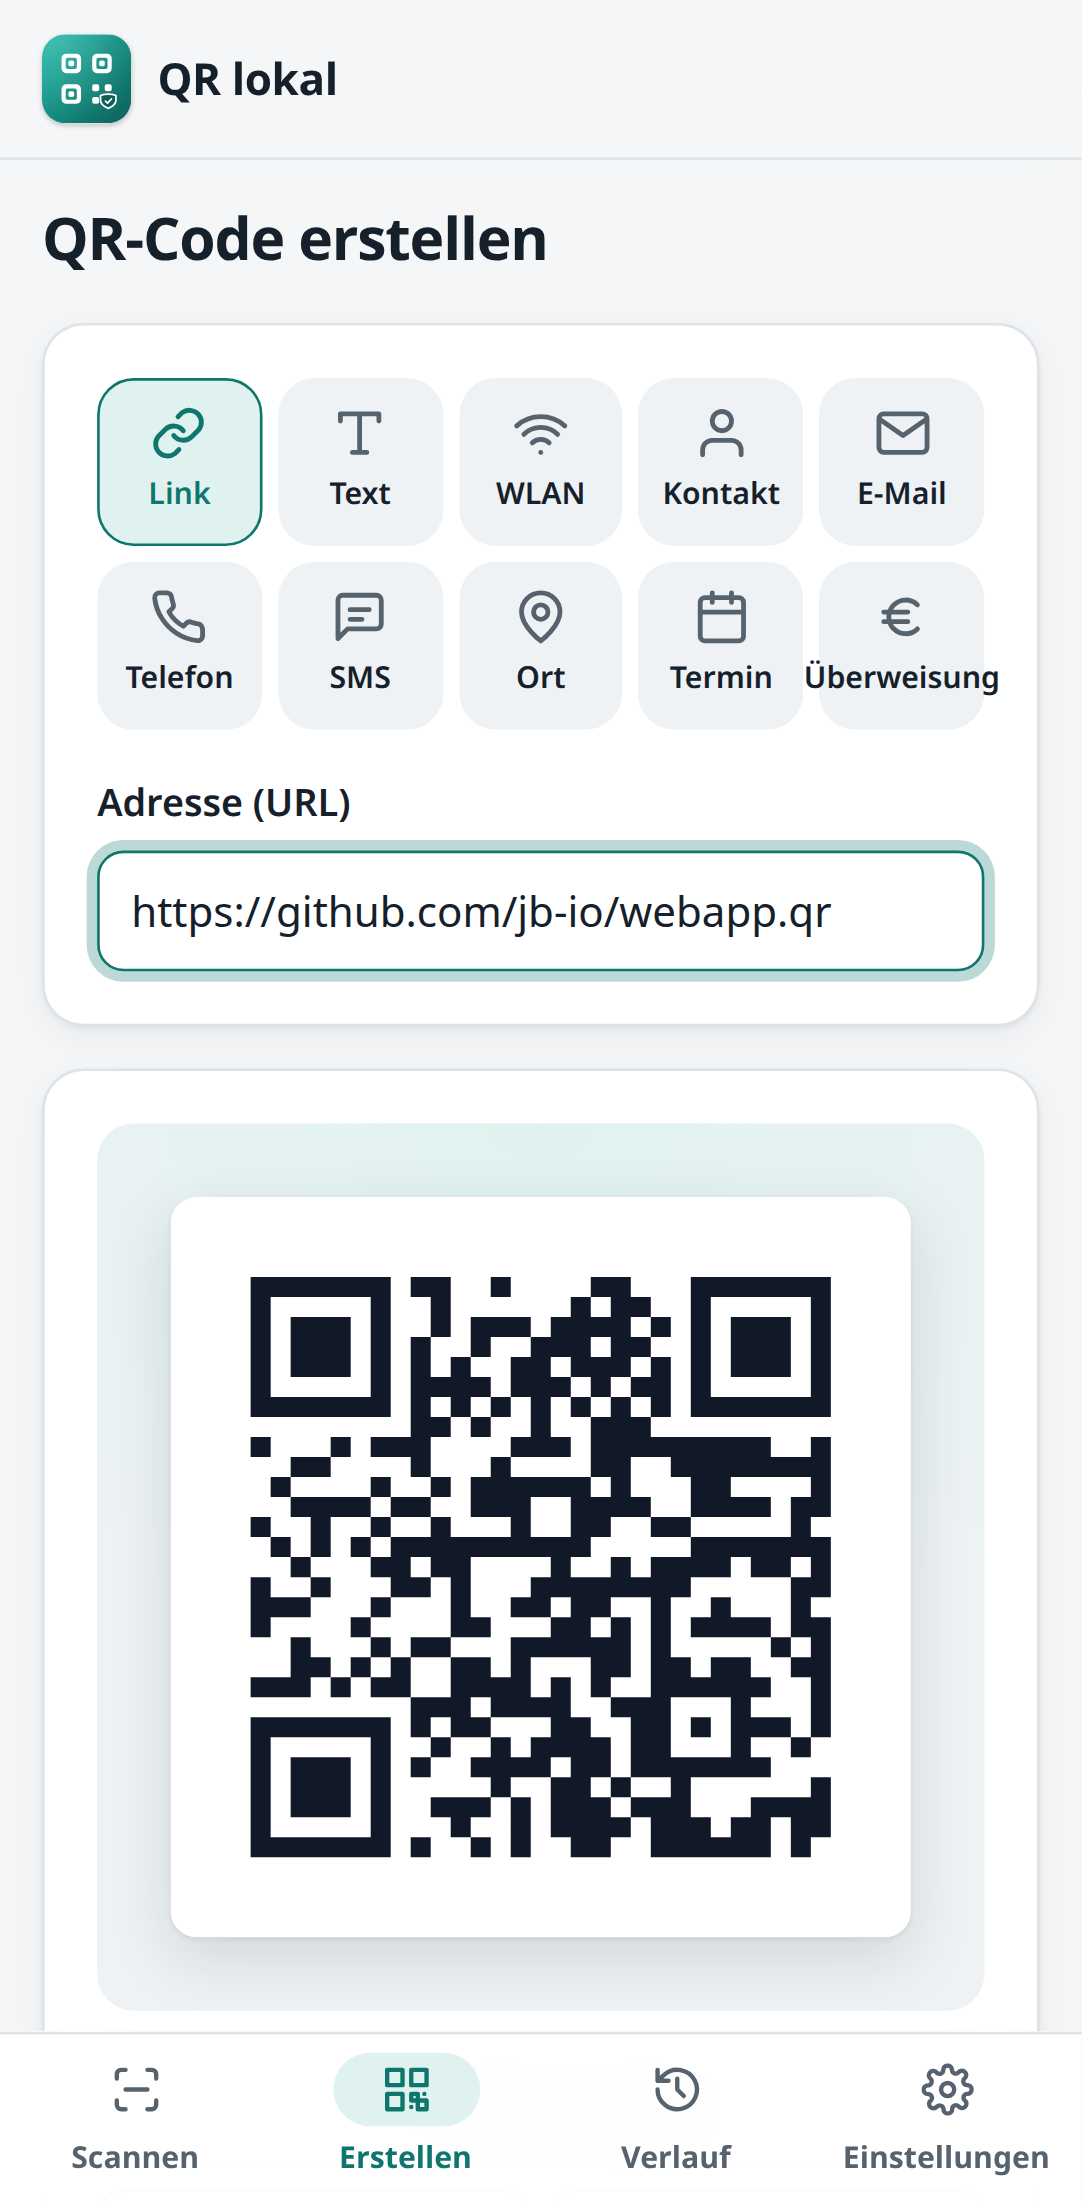 QR lokal
QR-Code erstellen
Link Text WLAN Kontakt E-Mail
Telefon SMS Ort Termin Überweisung
Adresse (URL)
https://github.com/jb-io/webapp.qr
Scannen Erstellen Verlauf Einstellungen